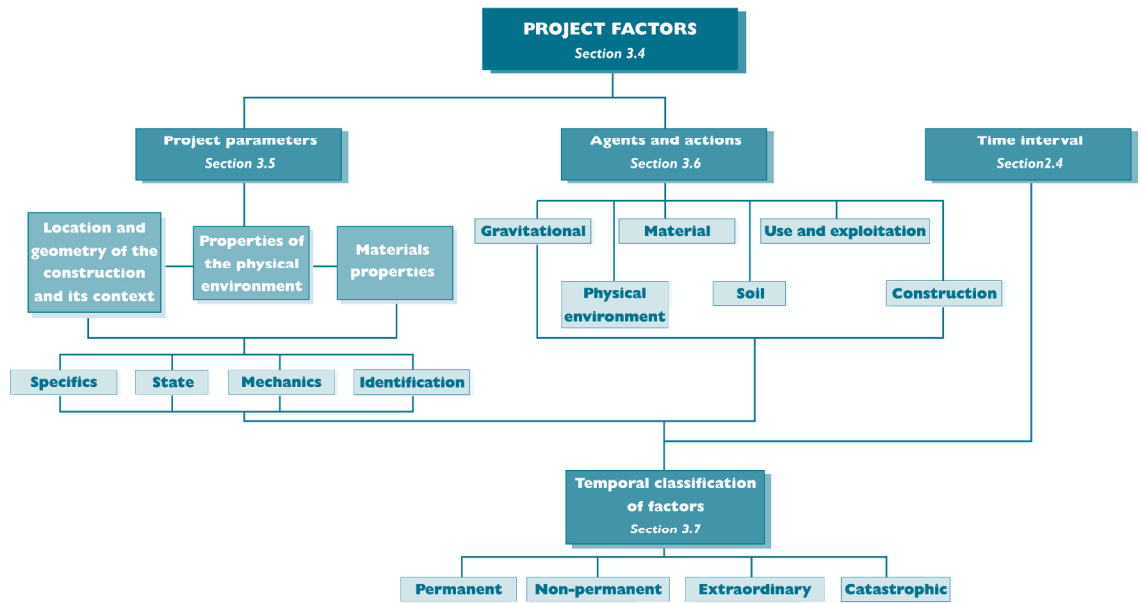 PROJECT FACTORS
Section 3.4
Project parameters
Section 3.5
Agents and actions
Section 3.6
Time interval
Section2.4
Location and
geometry of the
construction
and its context
Properties of
the physical
environment
Materials
properties
Gravitational
Material
Use and exploitation
Physical
environment
Soil
Construction
Specifics
State
Mechanics
Identification
Temporal classification
of factors
Section 3.7
Permanent
Non-permanent
Extraordinary
Catastrophic